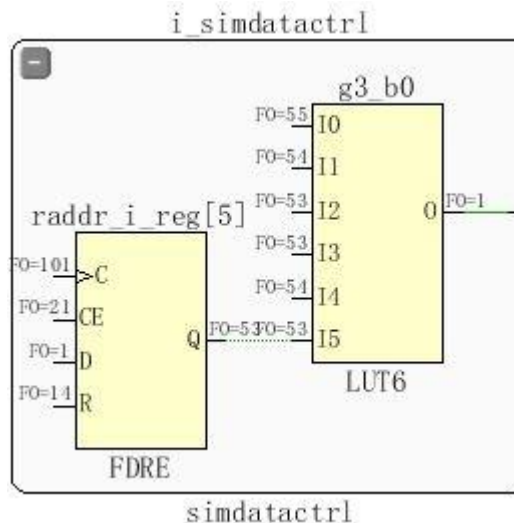 i_simdatactrl
g3_b0
FO=55 I0
FO=54 I1
FO=53 I2
O FO=1
raddr_i_reg[5]
FO=53 I3
FO=101 C
FO=54 I4
FO=21 CE
Q FO=53 FO=53 I5
FO=1 D
LUT6
FO=14 R
FDRE
simdatactrl